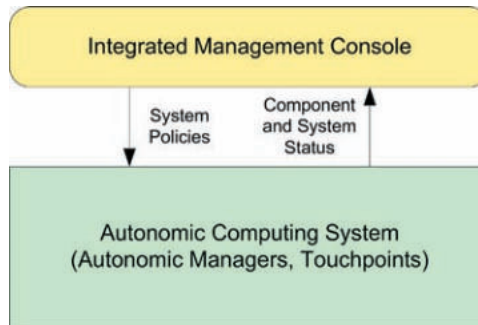 Integrated Management Console
System
Policies
Component
and System
Status
Autonomic Computing System
(Autonomic Managers, Touchpoints)